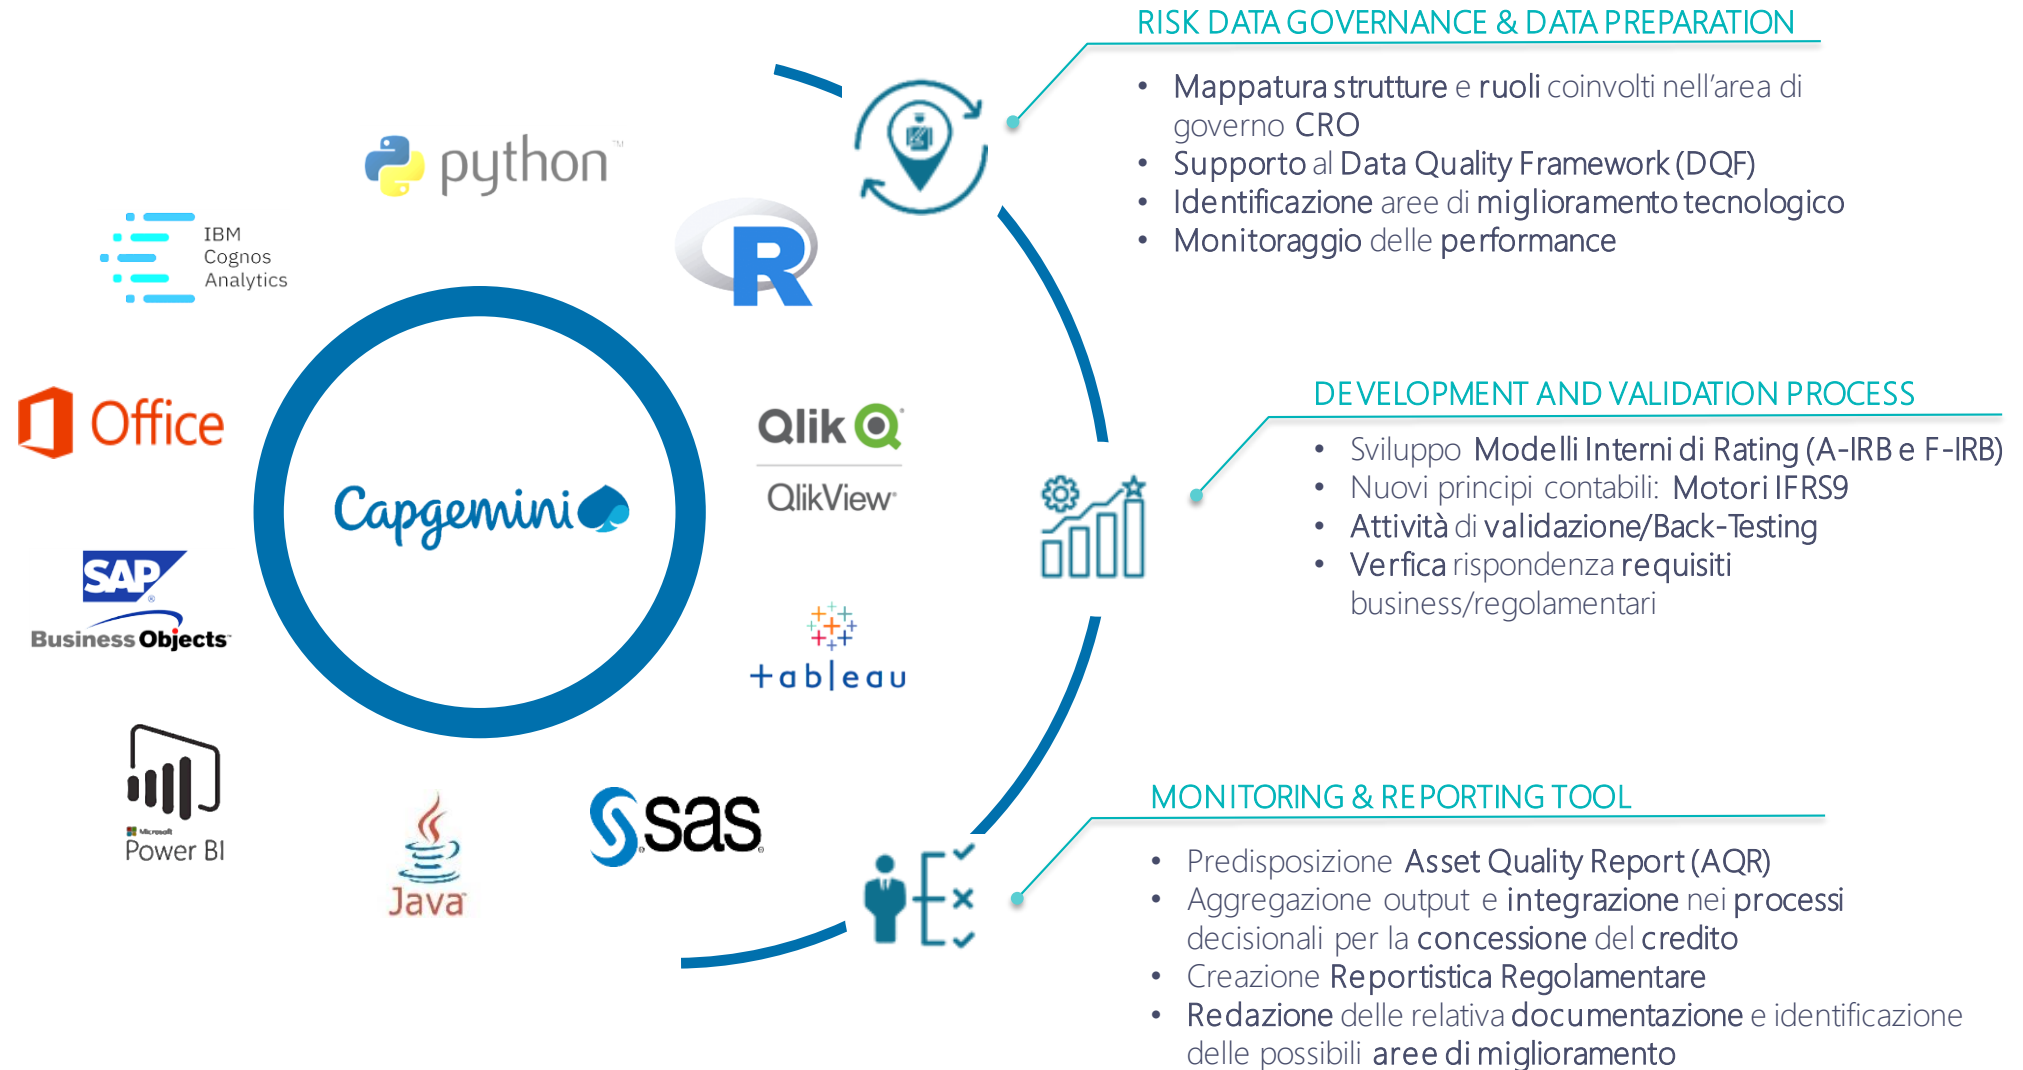 RISK DATA GOVERNANCE & DATA PREPARATION
• Mappatura strutture e ruoli coinvolti nell'area di
governo CRO
• Supporto al Data Quality Framework (DQF)
• Identificazione aree di miglioramento tecnologico
• Monitoraggio delle performance
python™
IBM
Cognos
Analytics
R
Office
Qlik Q®
QlikView®
Capgemini
SAP®
Business Objects™
tableau
Microsoft
Power BI
Java™
sas®
DEVELOPMENT AND VALIDATION PROCESS
• Sviluppo Modelli Interni di Rating (A-IRB e F-IRB)
• Nuovi principi contabili: Motori IFRS9
• Attività di validazione/Back-Testing
• Verfica rispondenza requisiti
business/regolamentari
MONITORING & REPORTING TOOL
• Predisposizione Asset Quality Report (AQR)
• Aggregazione output e integrazione nei processi
decisionali per la concessione del credito
• Creazione Reportistica Regolamentare
• Redazione delle relativa documentazione e identificazione
delle possibili aree di miglioramento